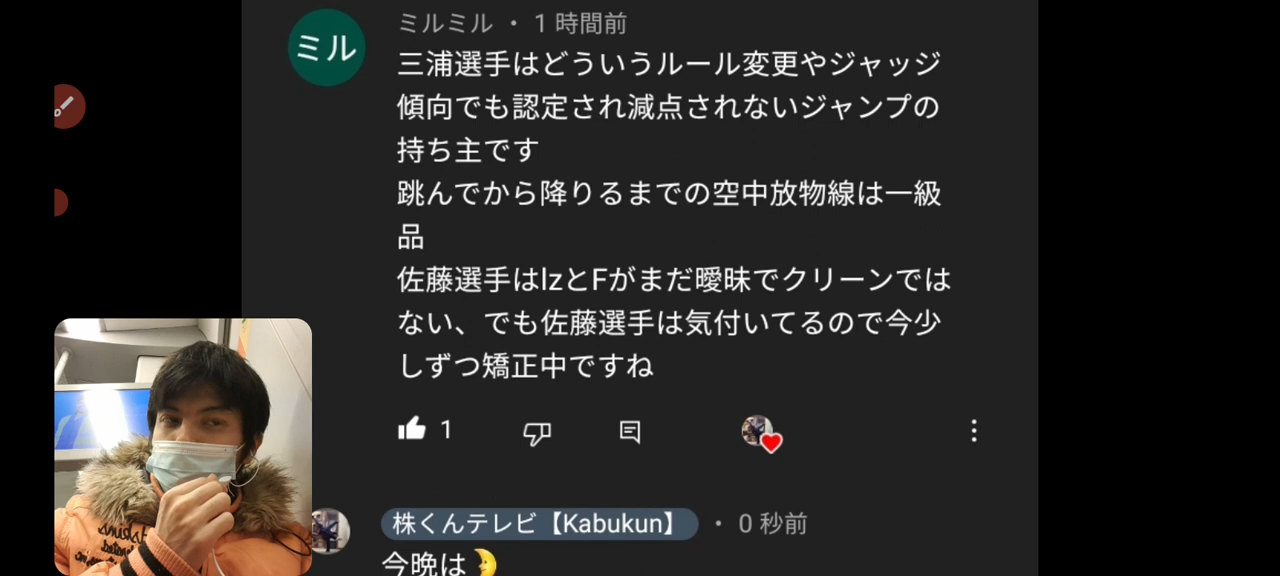 ミル
ミルミル ・ 1 時間前
三浦選手はどういうルール変更やジャッジ
傾向でも認定され減点されないジャンプの
持ち主です
跳んでから降りるまでの空中放物線は一級
品
佐藤選手はlzとFがまだ曖昧でクリーンでは
ない、でも佐藤選手は気付いてるので今少
しずつ矯正中ですね
1
株くんテレビ【Kabukun】 ・ 0 秒前
今晩は🌛